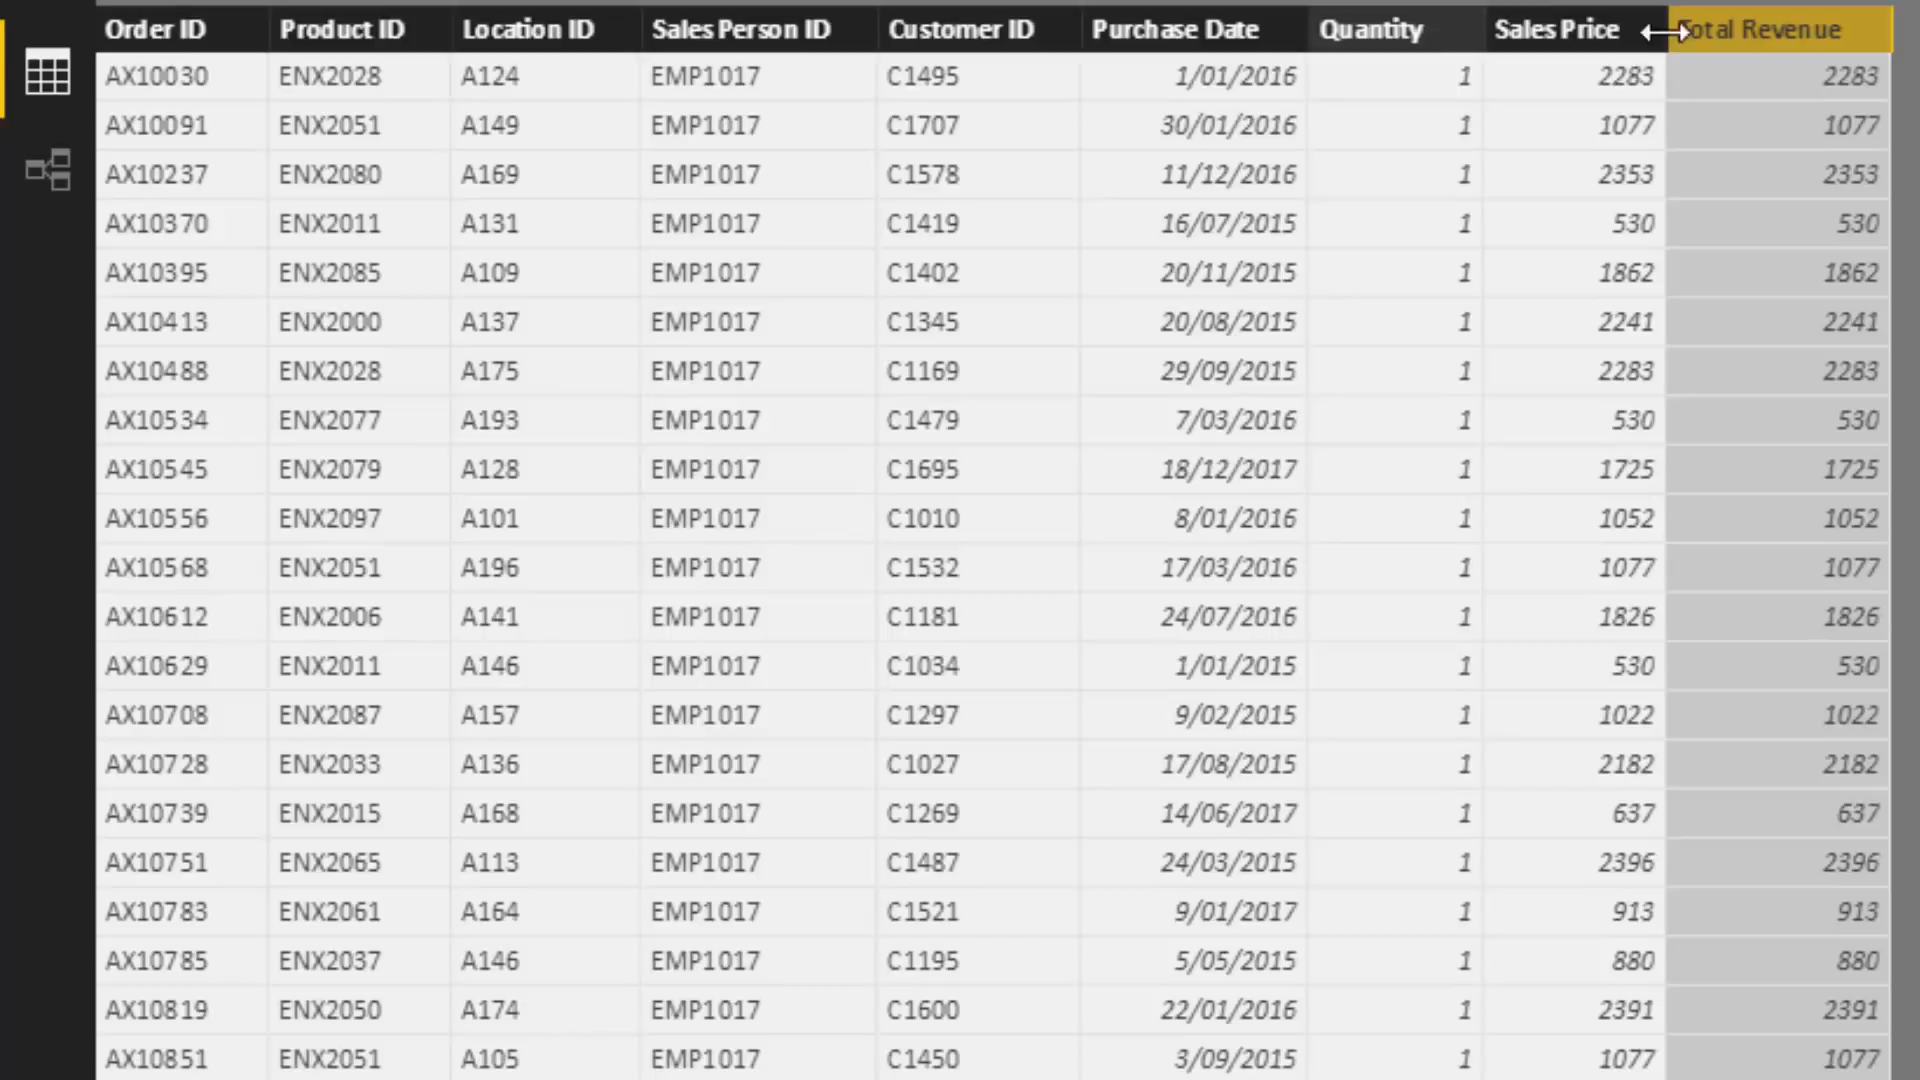 Order ID Product ID Location ID Sales Person ID Customer ID Purchase Date Quantity Sales Price Total Revenue
AX10030 ENX2028 A124 EMP1017 C1495 1/01/2016 1 2283 2283
AX10091 ENX2051 A149 EMP1017 C1707 30/01/2016 1 1077 1077
AX10237 ENX2080 A169 EMP1017 C1578 11/12/2016 1 2353 2353
AX10370 ENX2011 A131 EMP1017 C1419 16/07/2015 1 530 530
AX10395 ENX2085 A109 EMP1017 C1402 20/11/2015 1 1862 1862
AX10413 ENX2000 A137 EMP1017 C1345 20/08/2015 1 2241 2241
AX10488 ENX2028 A175 EMP1017 C1169 29/09/2015 1 2283 2283
AX10534 ENX2077 A193 EMP1017 C1479 7/03/2016 1 530 530
AX10545 ENX2079 A128 EMP1017 C1695 18/12/2017 1 1725 1725
AX10556 ENX2097 A101 EMP1017 C1010 8/01/2016 1 1052 1052
AX10568 ENX2051 A196 EMP1017 C1532 17/03/2016 1 1077 1077
AX10612 ENX2006 A141 EMP1017 C1181 24/07/2016 1 1826 1826
AX10629 ENX2011 A146 EMP1017 C1034 1/01/2015 1 530 530
AX10708 ENX2087 A157 EMP1017 C1297 9/02/2015 1 1022 1022
AX10728 ENX2033 A136 EMP1017 C1027 17/08/2015 1 2182 2182
AX10739 ENX2015 A168 EMP1017 C1269 14/06/2017 1 637 637
AX10751 ENX2065 A113 EMP1017 C1487 24/03/2015 1 2396 2396
AX10783 ENX2061 A164 EMP1017 C1521 9/01/2017 1 913 913
AX10785 ENX2037 A146 EMP1017 C1195 5/05/2015 1 880 880
AX10819 ENX2050 A174 EMP1017 C1600 22/01/2016 1 2391 2391
AX10851 ENX2051 A105 EMP1017 C1450 3/09/2015 1 1077 1077